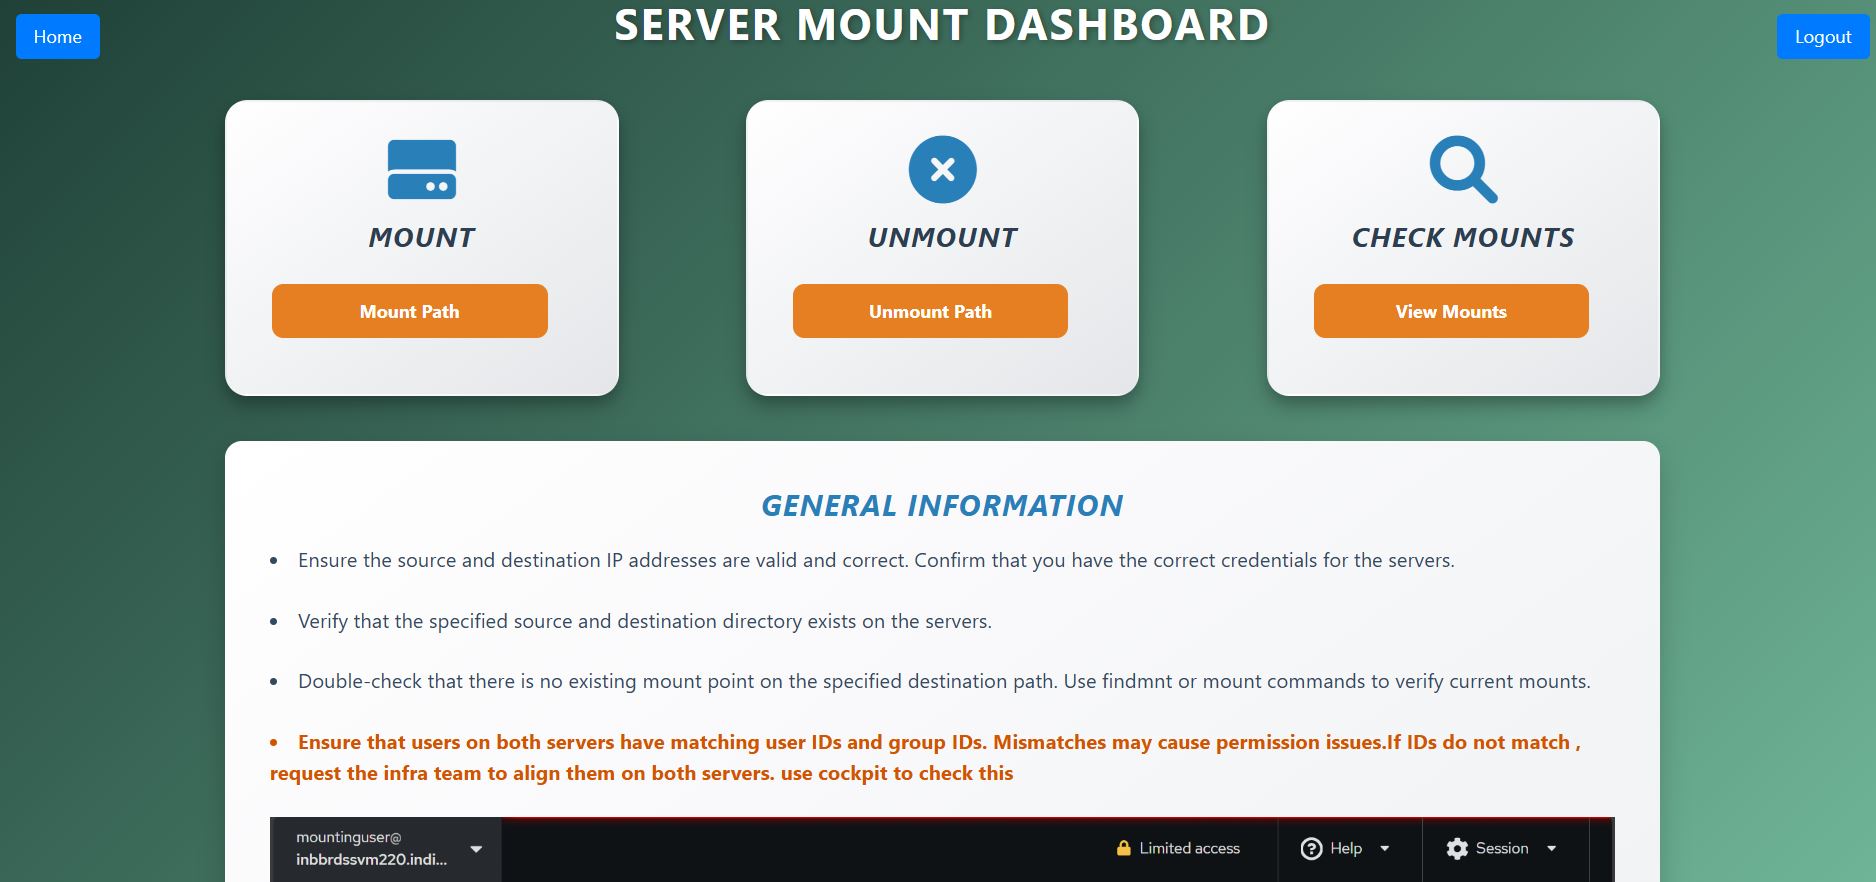 Home
SERVER MOUNT DASHBOARD
Logout
MOUNT
Mount Path
UNMOUNT
Unmount Path
CHECK MOUNTS
View Mounts
GENERAL INFORMATION
• Ensure the source and destination IP addresses are valid and correct. Confirm that you have the correct credentials for the servers.
• Verify that the specified source and destination directory exists on the servers.
• Double-check that there is no existing mount point on the specified destination path. Use findmnt or mount commands to verify current mounts.
• Ensure that users on both servers have matching user IDs and group IDs. Mismatches may cause permission issues.If IDs do not match ,
request the infra team to align them on both servers. use cockpit to check this
mountinguser@
inbbrdssvm220.indi...
Limited access
Help
Session